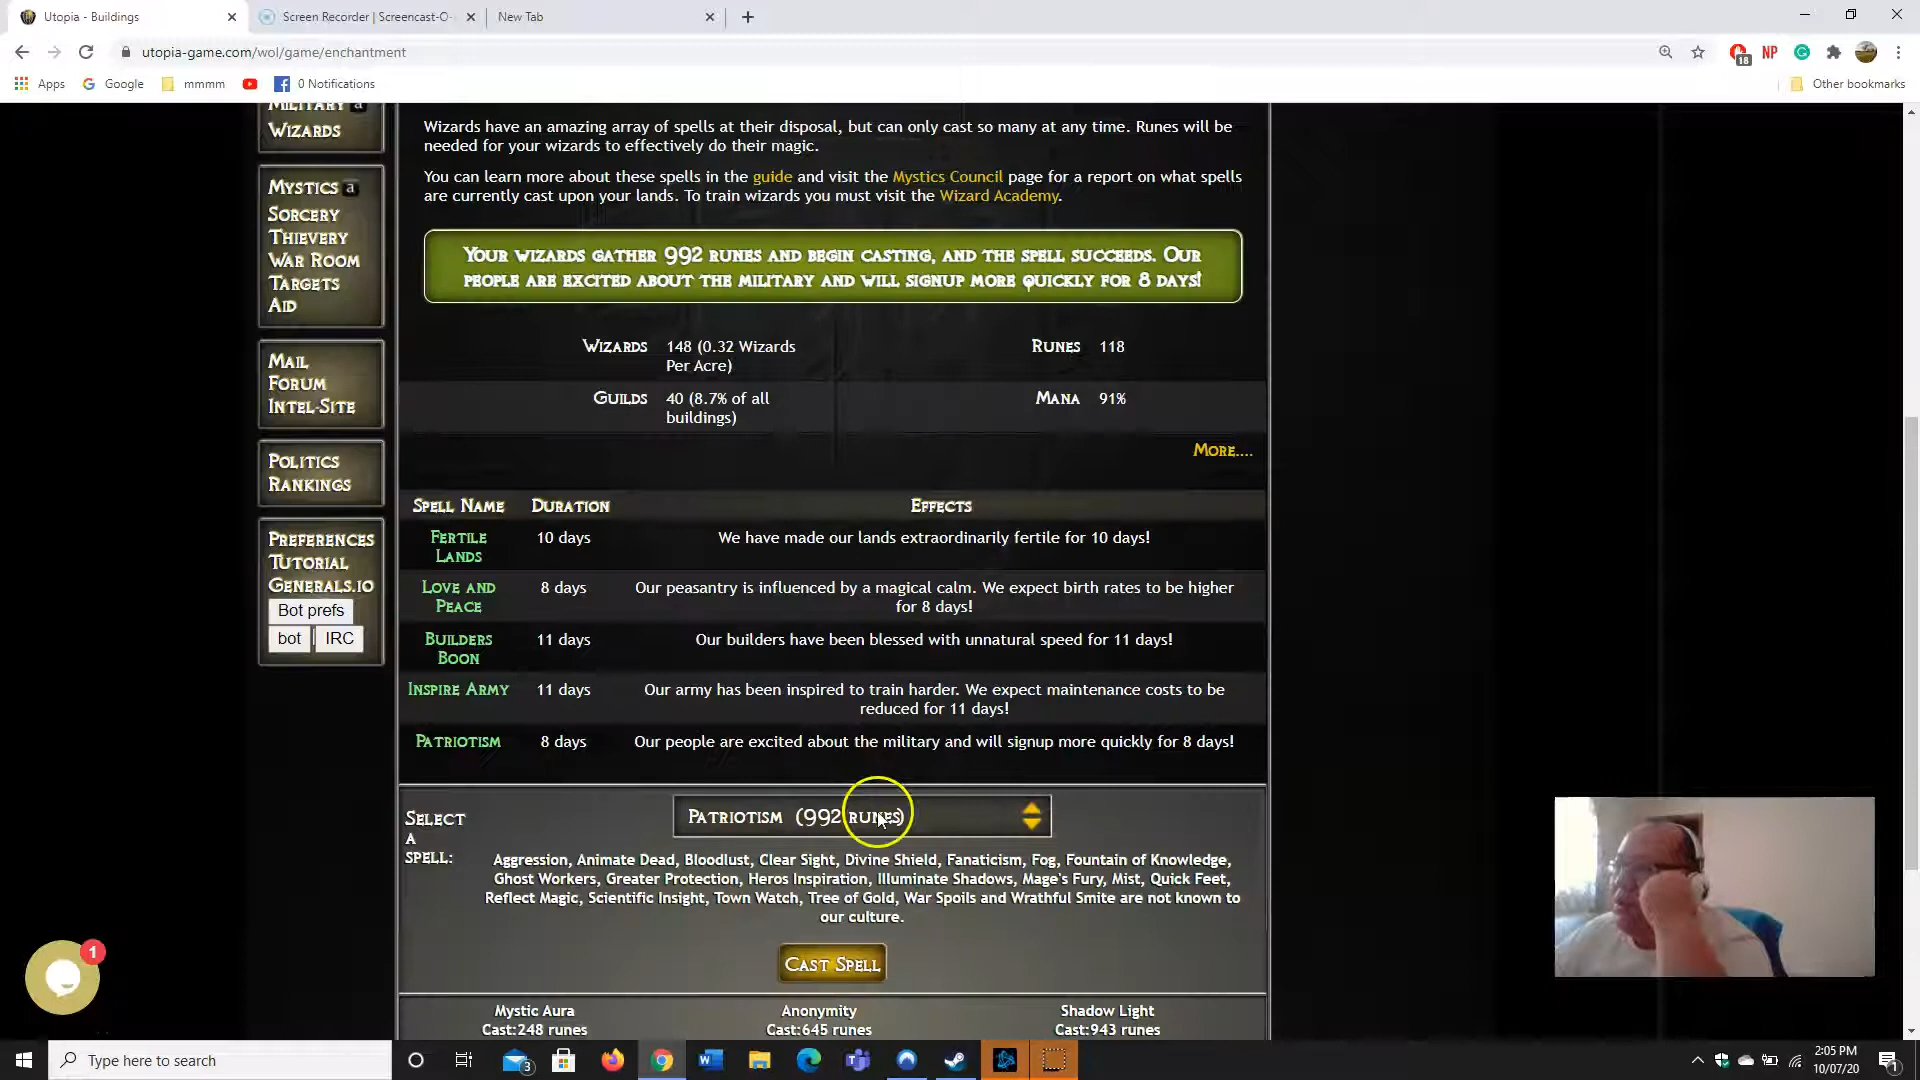 Utopia - Buildings
Screen Recorder | Screencast-O-
New Tab
utopia-game.com/wol/game/enchantment
18
NP
Apps
Google
mmmm
0 Notifications
Other bookmarks
Military a
Wizards
Mystics a
Sorcery
Thievery
War Room
Targets
Aid
Mail
Forum
Intel-Site
Politics
Rankings
Preferences
Tutorial
Generals.io
Bot prefs
bot
IRC
Wizards have an amazing array of spells at their disposal, but can only cast so many at any time. Runes will be
needed for your wizards to effectively do their magic.
You can learn more about these spells in the guide and visit the Mystics Council page for a report on what spells
are currently cast upon your lands. To train wizards you must visit the Wizard Academy.
Your wizards gather 992 runes and begin casting, and the spell succeeds. Our
people are excited about the military and will signup more quickly for 8 days!
Wizards 148 (0.32 Wizards
Per Acre)
Runes 118
Guilds 40 (8.7% of all
buildings)
Mana 91%
More....
Spell Name Duration Effects
Fertile
Lands
10 days We have made our lands extraordinarily fertile for 10 days!
Love and
Peace
8 days Our peasantry is influenced by a magical calm. We expect birth rates to be higher
for 8 days!
Builders
Boon
11 days Our builders have been blessed with unnatural speed for 11 days!
Inspire Army 11 days Our army has been inspired to train harder. We expect maintenance costs to be
reduced for 11 days!
Patriotism 8 days Our people are excited about the military and will signup more quickly for 8 days!
Select
a
spell:
Patriotism (992 runes)
Aggression, Animate Dead, Bloodlust, Clear Sight, Divine Shield, Fanaticism, Fog, Fountain of Knowledge,
Ghost Workers, Greater Protection, Heros Inspiration, Illuminate Shadows, Mage's Fury, Mist, Quick Feet,
Reflect Magic, Scientific Insight, Town Watch, Tree of Gold, War Spoils and Wrathful Smite are not known to
our culture.
Cast Spell
Mystic Aura
Cast:248 runes
Anonymity
Cast:645 runes
Shadow Light
Cast:943 runes
1
Type here to search
3
2:05 PM
10/07/20
1